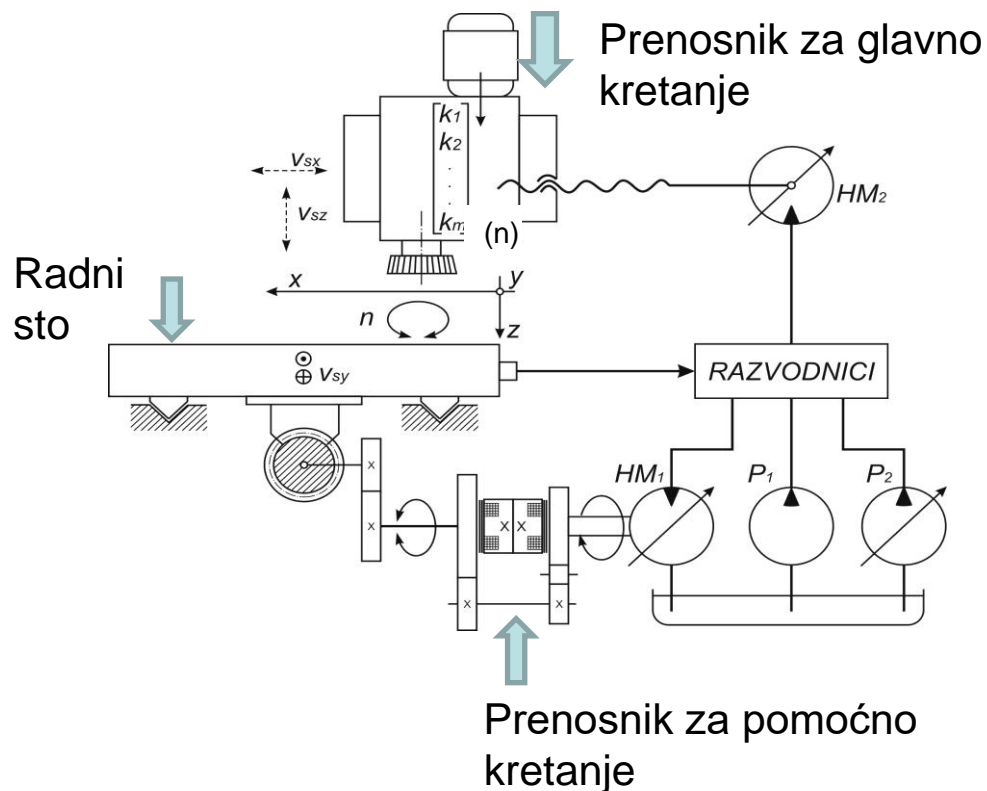 Prenosnik za glavno
kretanje
k1
k2
.
.
.
km
(n)
vsx
vsz
HM2
Radni
sto
x
y
n
z
vsy
RAZVODNICI
HM1
P1
P2
x
x
x
x
x
x
Prenosnik za pomoćno
kretanje